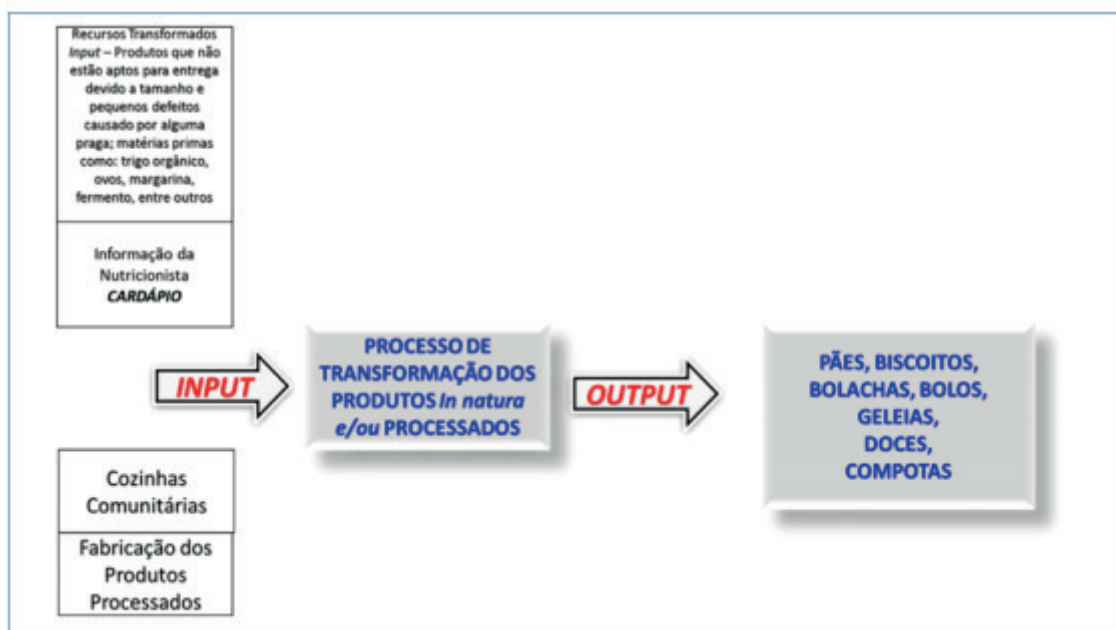 Recursos Transformados
Input – Produtos que não
estão aptos para entrega
devido a tamanho e
pequenos defeitos
causado por alguma
praga; matérias primas
como: trigo orgânico,
ovos, margarina,
fermento, entre outros
Informação da
Nutricionista
CARDÁPIO
INPUT
PROCESSO DE
TRANSFORMAÇÃO DOS
PRODUTOS In natura
e/ou PROCESSADOS
OUTPUT
PÃES, BISCOITOS,
BOLACHAS, BOLOS,
GELEIAS,
DOCES,
COMPOTAS
Cozinhas
Comunitárias
Fabricação dos
Produtos
Processados